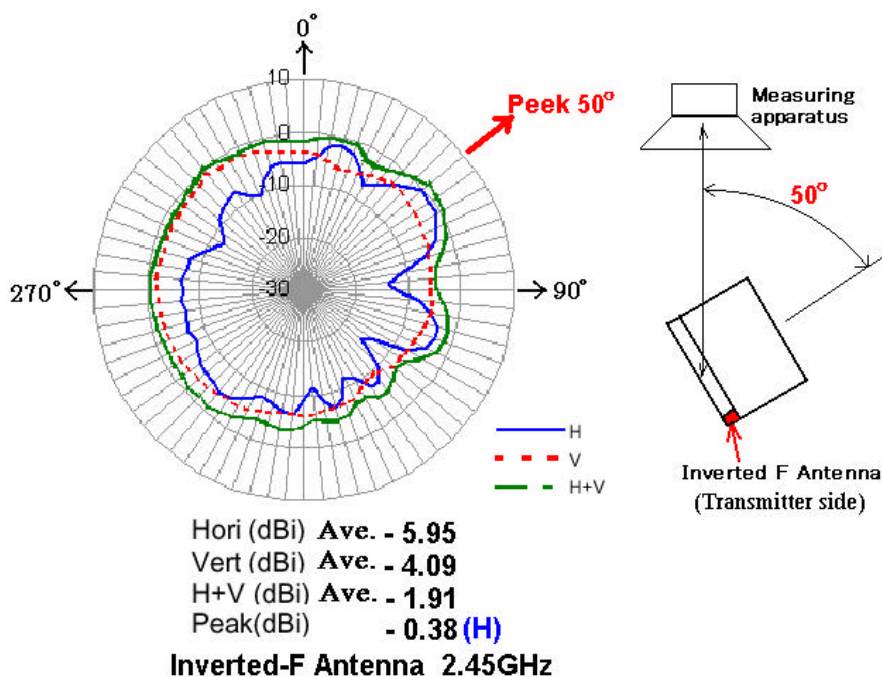 0°
10
0
-10
-20
-30
270°
90°
Peek 50°
Measuring
apparatus
50°
H
V
H+V
Inverted F Antenna
(Transmitter side)
Hori (dBi) Ave. - 5.95
Vert (dBi) Ave. - 4.09
H+V (dBi) Ave. - 1.91
Peak(dBi) - 0.38 (H)
Inverted-F Antenna 2.45GHz